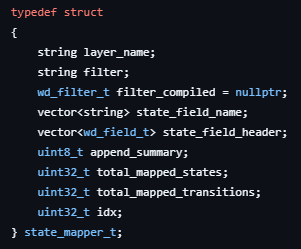 typedef struct
{
    string layer_name;
    string filter;
    wd_filter_t filter_compiled = nullptr;
    vector<string> state_field_name;
    vector<wd_field_t> state_field_header;
    uint8_t append_summary;
    uint32_t total_mapped_states;
    uint32_t total_mapped_transitions;
    uint32_t idx;
} state_mapper_t;